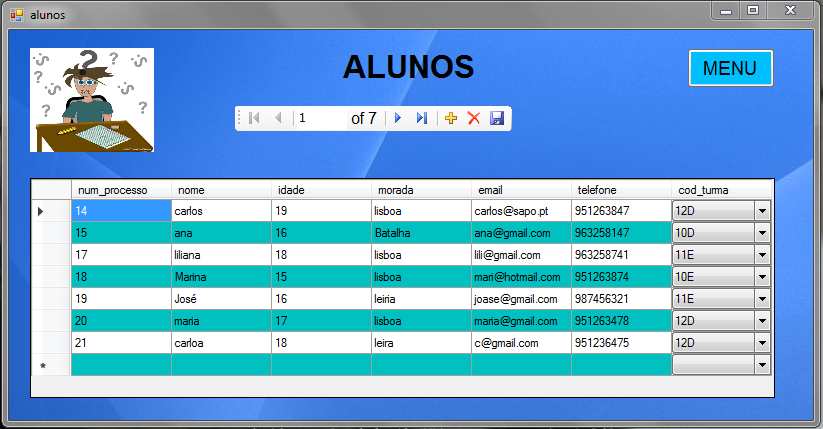 alunos
ALUNOS
MENU
1 of 7
num_processo nome idade morada email telefone cod_turma
14 carlos 19 lisboa carlos@sapo.pt 951263847 12D
15 ana 16 Batalha ana@gmail.com 963258147 10D
17 liliana 18 lisboa lili@gmail.com 963258741 11E
18 Marina 15 lisboa mari@hotmail.com 951263874 10E
19 José 16 leiria joase@gmail.com 987456321 11E
20 maria 17 lisboa maria@gmail.com 951263478 12D
21 carloa 18 leira c@gmail.com 951236475 12D